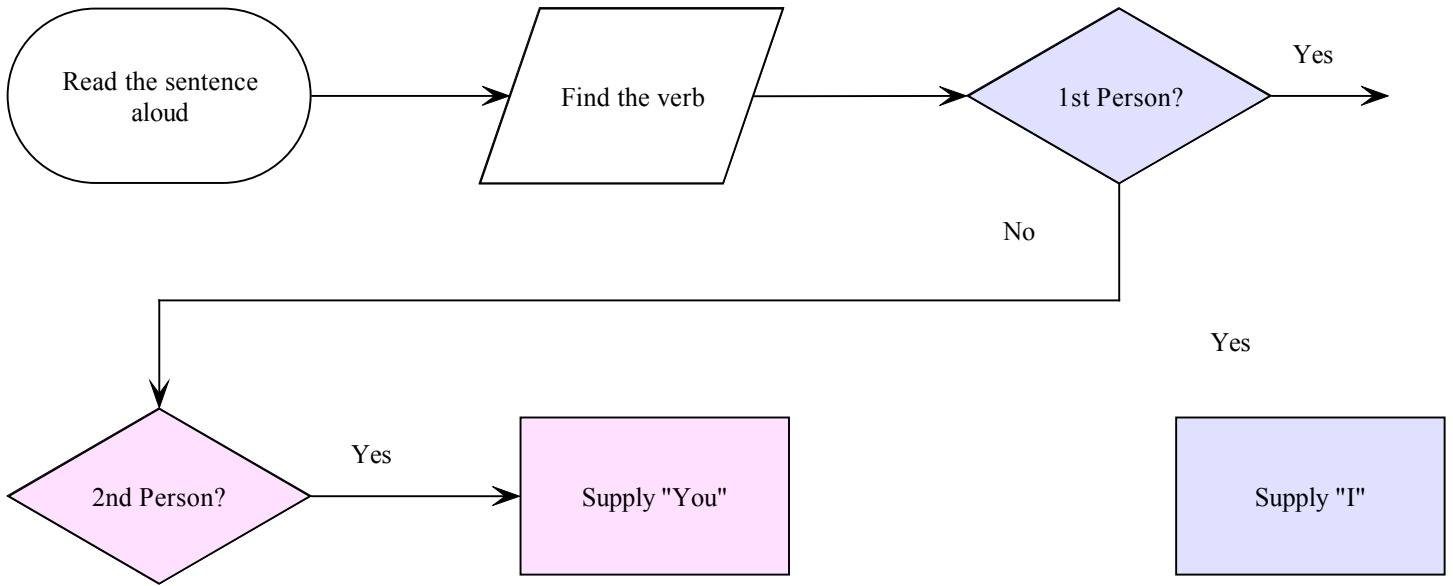 Read the sentence
aloud
Find the verb
1st Person?
Yes
No
Yes
2nd Person?
Yes
Supply "You"
Supply "I"